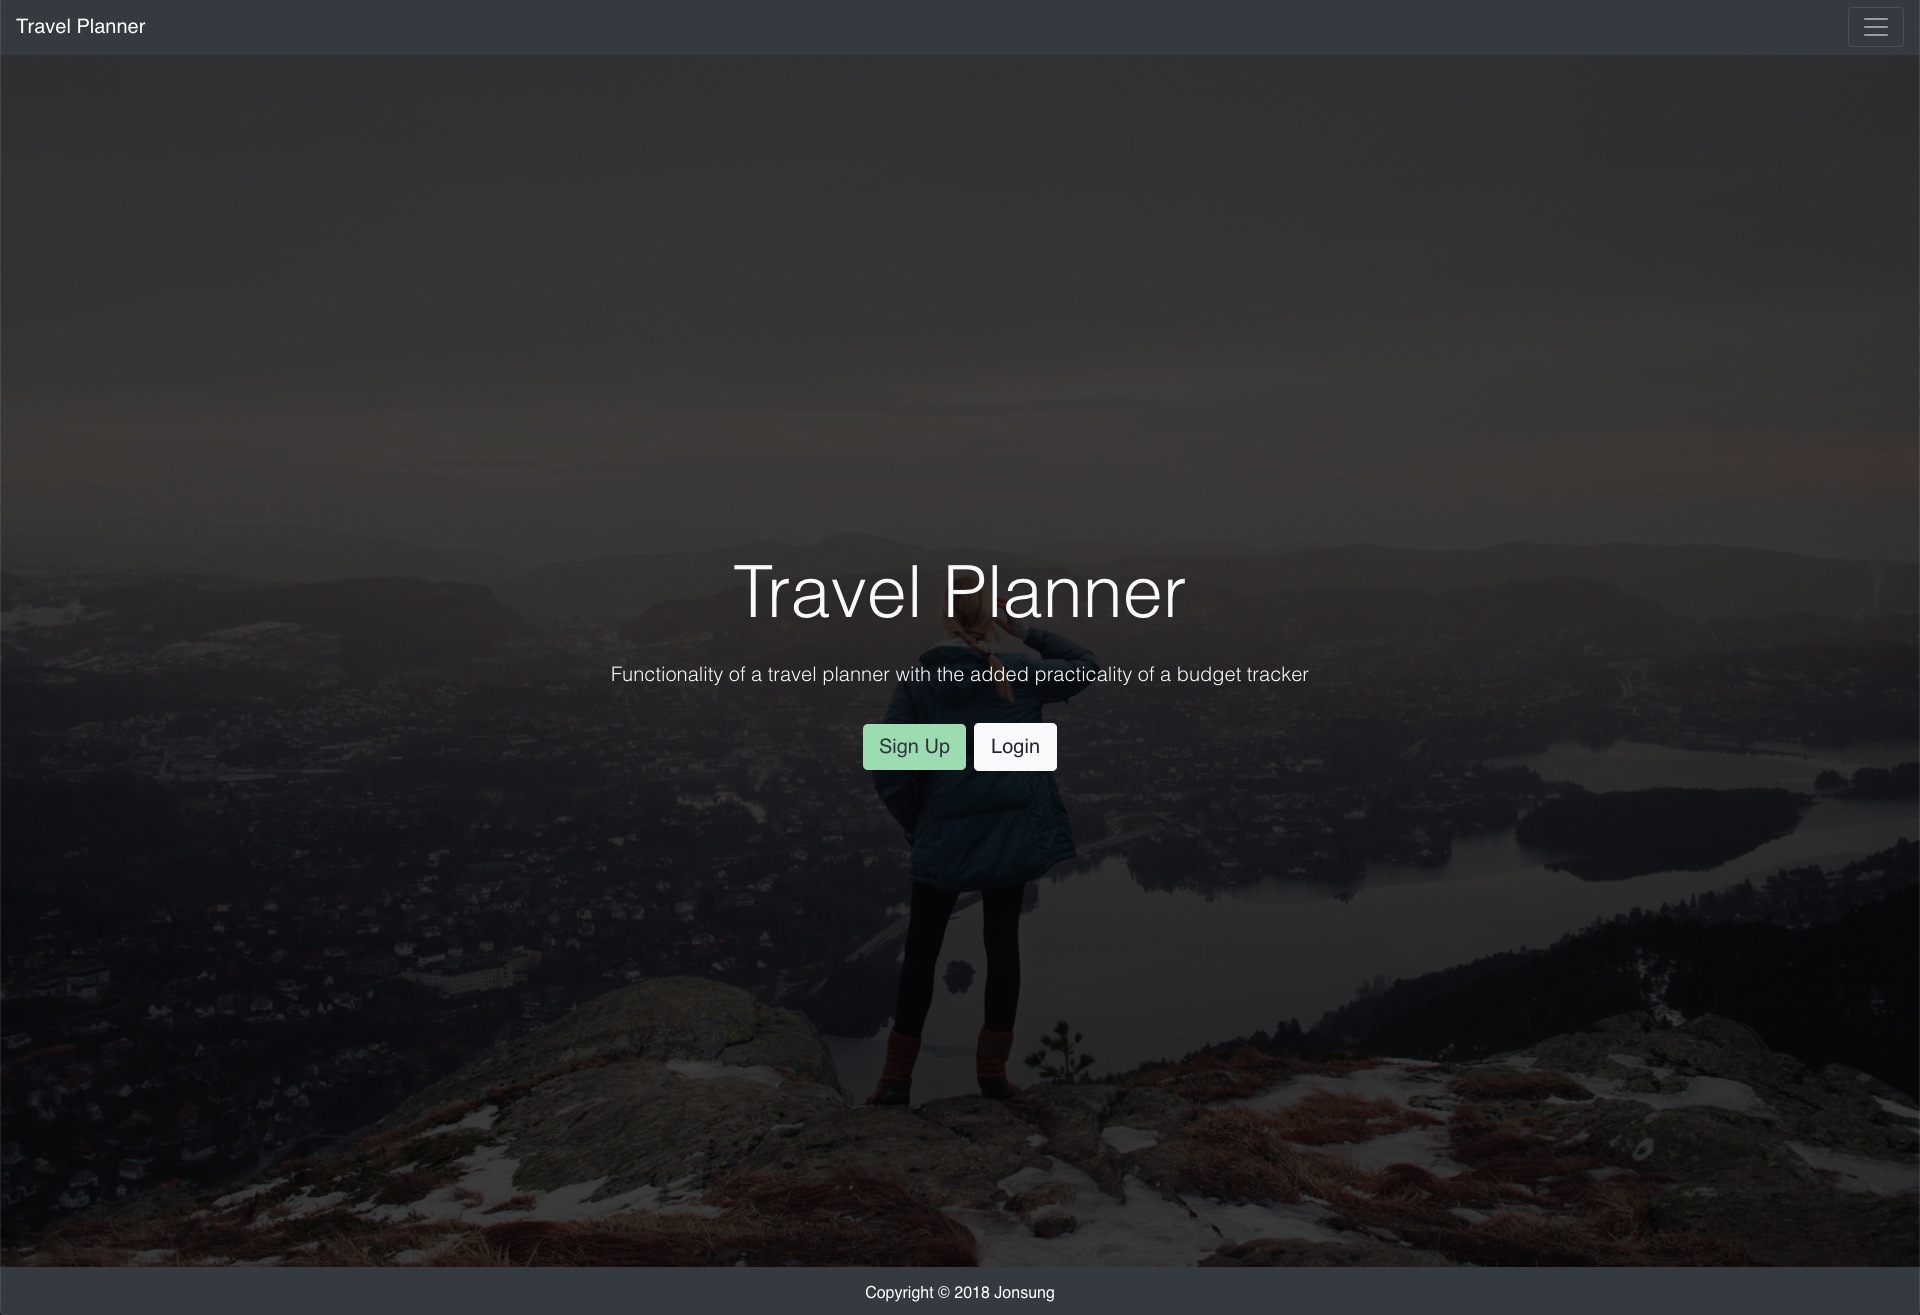 Travel Planner
Travel Planner
Functionality of a travel planner with the added practicality of a budget tracker
Sign Up Login
Copyright © 2018 Jonsung